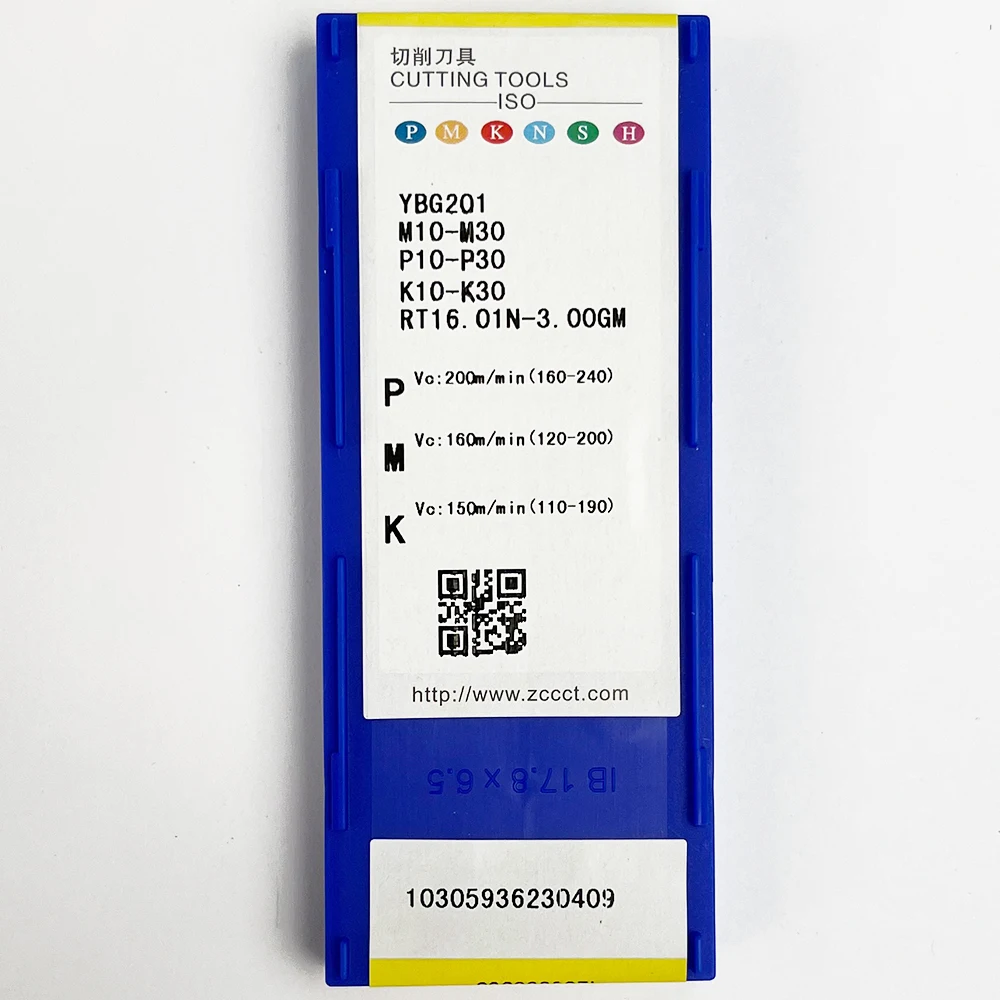 切削刀具
CUTTING TOOLS
ISO
P M K N S H
YBG201
M10-M30
P10-P30
K10-K30
RT16.01N-3.00GM
P Vc:200m/min(160-240)
M Vc:160m/min(120-200)
K Vc:150m/min(110-190)
http://www.zccct.com
IB 17.8 x 6.5
10305936230409